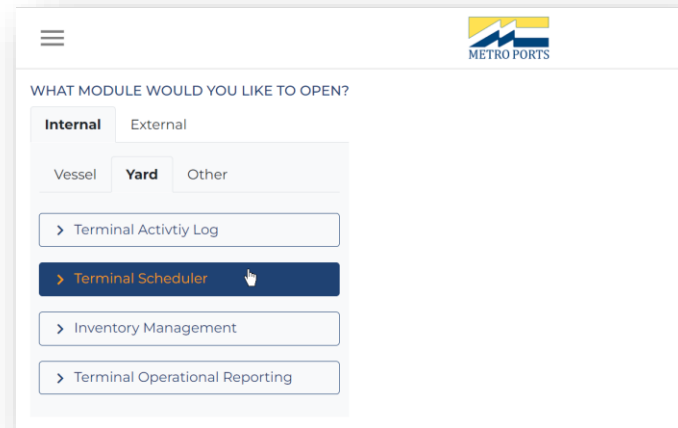 METRO PORTS
WHAT MODULE WOULD YOU LIKE TO OPEN?
Internal External
Vessel Yard Other
Terminal Activtiy Log
Terminal Scheduler
Inventory Management
Terminal Operational Reporting